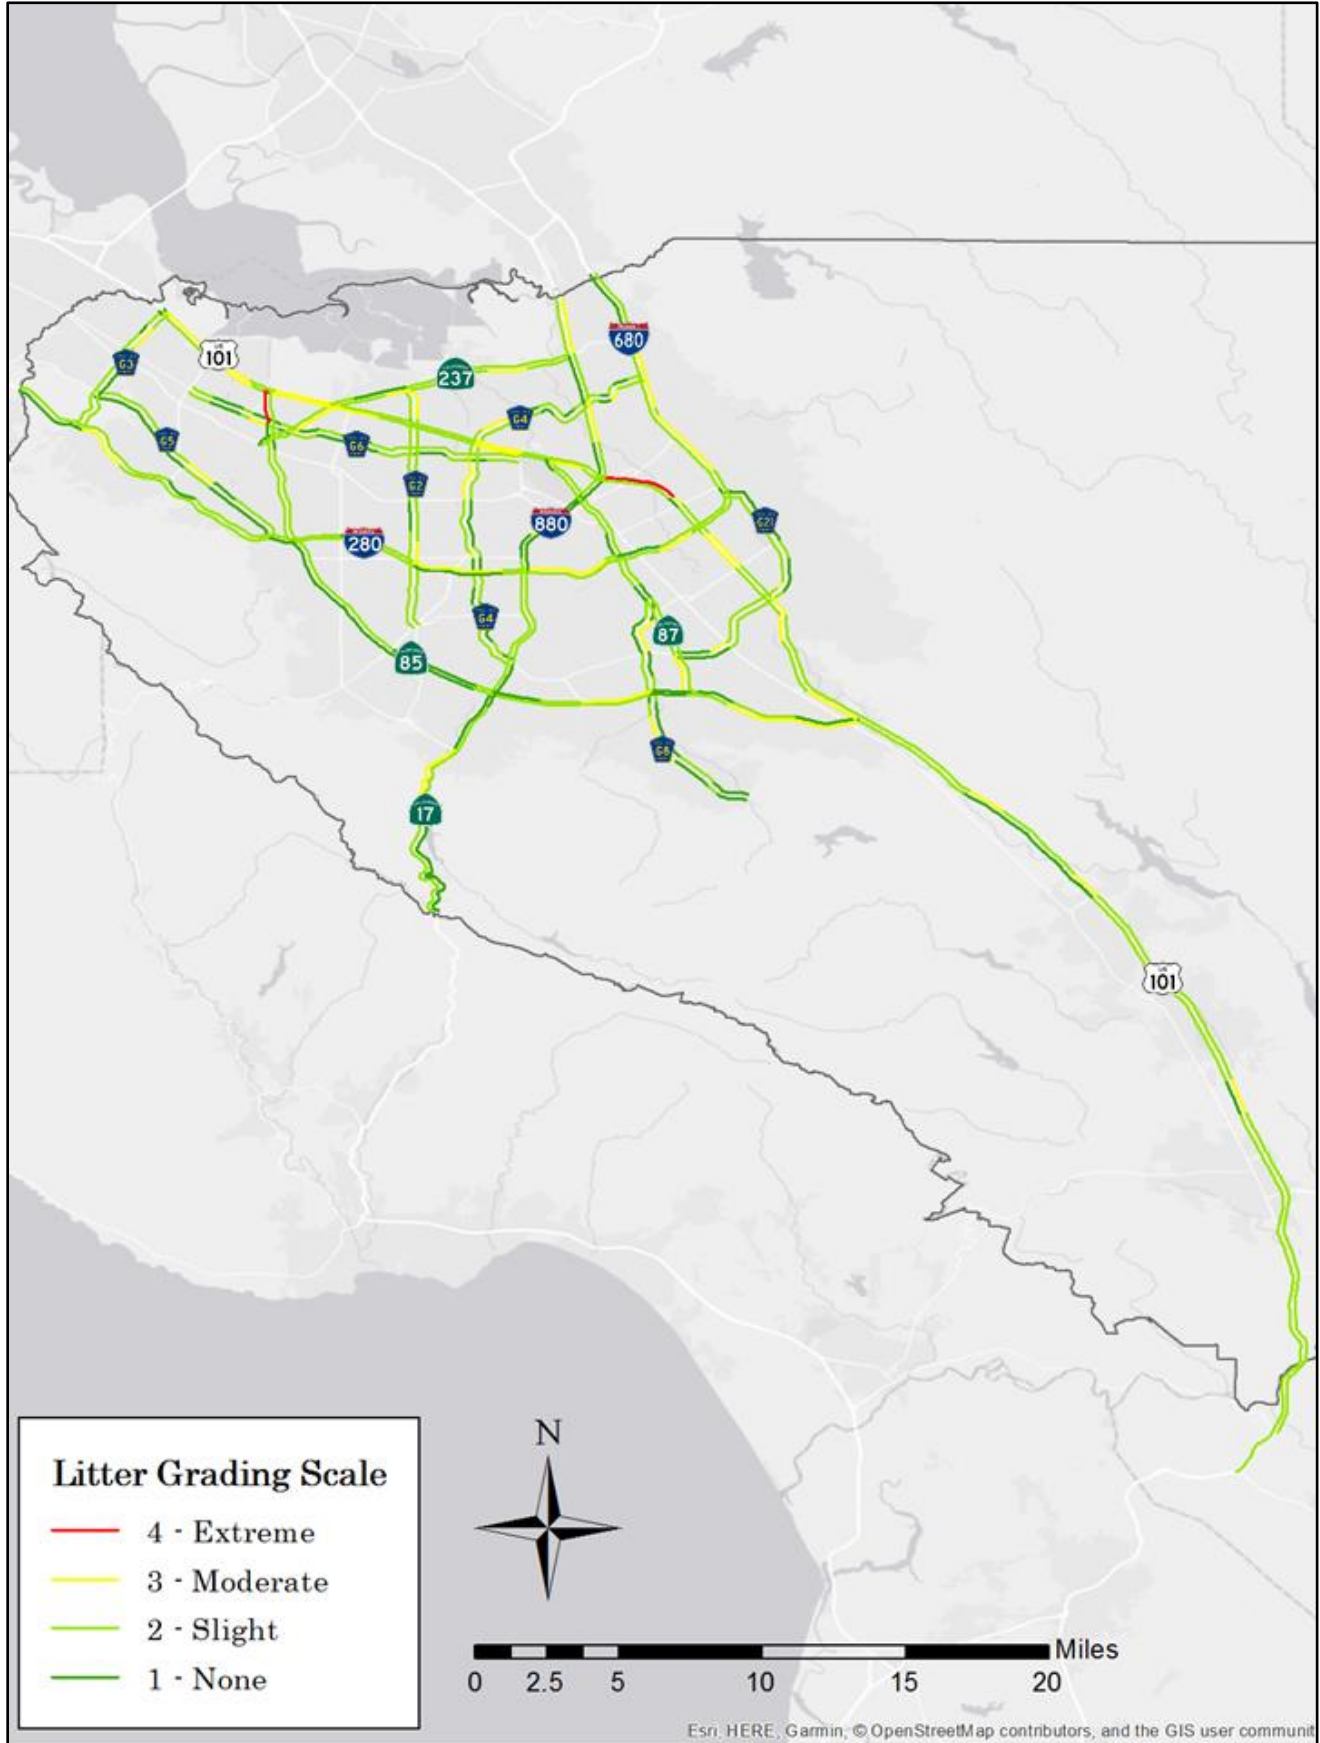 680
US
101
G3
237
G4
G5
G6
G2
880
G21
280
G4
87
85
G8
17
US
101
Litter Grading Scale
4 - Extreme
3 - Moderate
2 - Slight
1 - None
N
Miles
0 2.5 5 10 15 20
Esri, HERE, Garmin, © OpenStreetMap contributors, and the GIS user communit